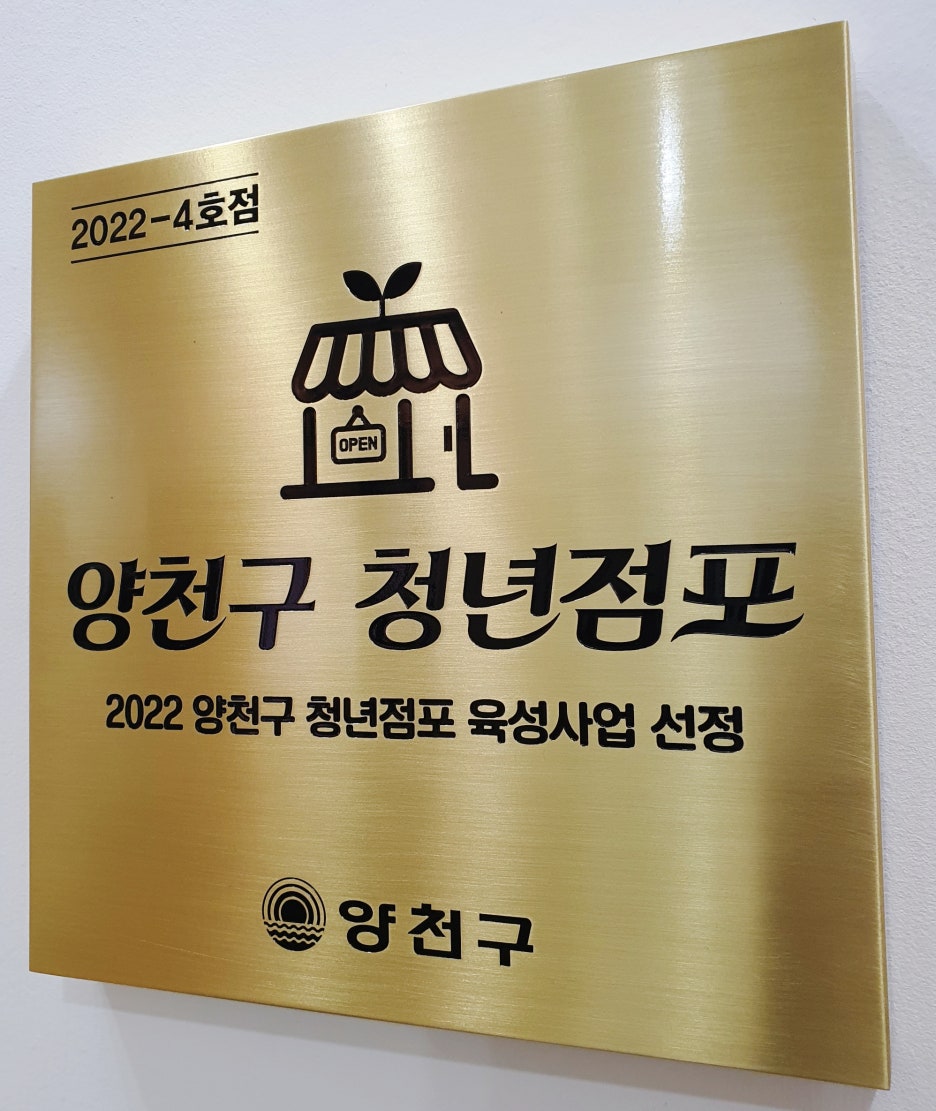 2022-4호점
OPEN
양천구 청년점포
2022 양천구 청년점포 육성사업 선정
양천구